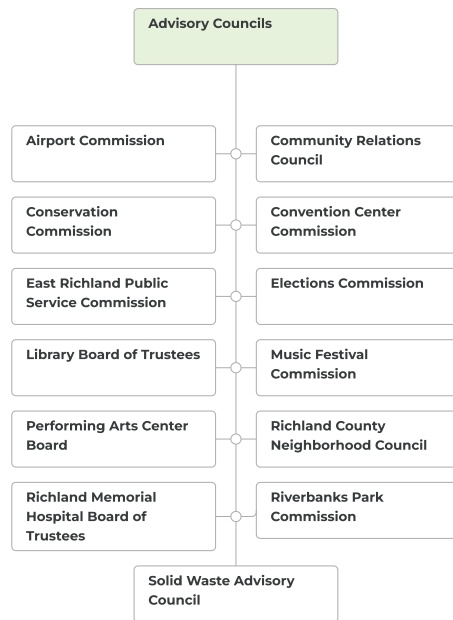 Advisory Councils
Airport Commission
Community Relations
Council
Conservation
Commission
Convention Center
Commission
East Richland Public
Service Commission
Elections Commission
Library Board of Trustees
Music Festival
Commission
Performing Arts Center
Board
Richland County
Neighborhood Council
Richland Memorial
Hospital Board of
Trustees
Riverbanks Park
Commission
Solid Waste Advisory
Council